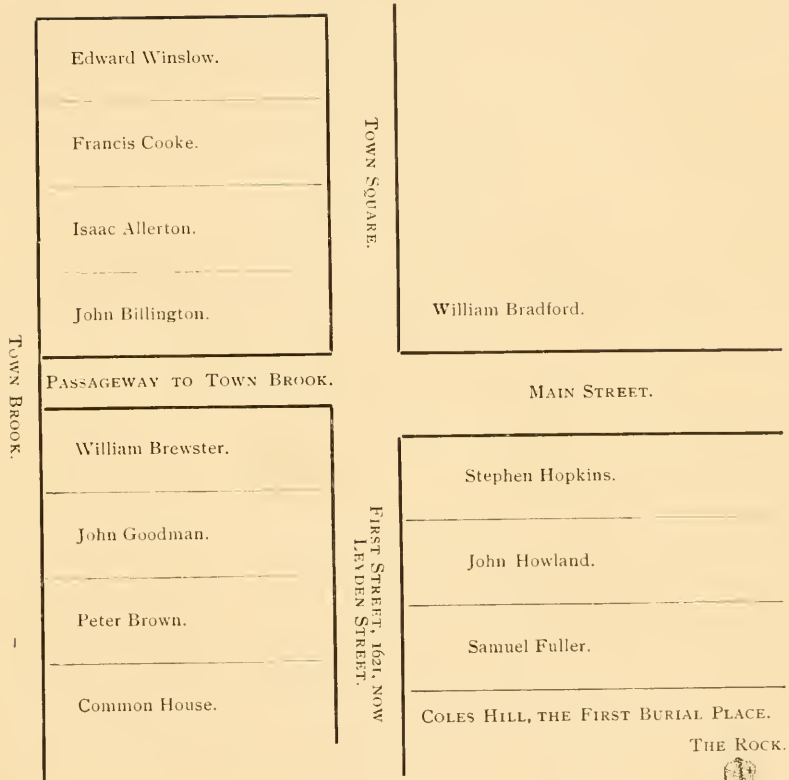 Edward Winslow.
Francis Cooke.
Isaac Allerton.
John Billington.
TOWN SQUARE.
William Bradford.
TOWN BROOK.
PASSAGEWAY TO TOWN BROOK.
MAIN STREET.
William Brewster.
John Goodman.
Peter Brown.
Common House.
FIRST STREET, 1621, NOW
LEYDEN STREET.
Stephen Hopkins.
John Howland.
Samuel Fuller.
COLES HILL, THE FIRST BURIAL PLACE.
THE ROCK.